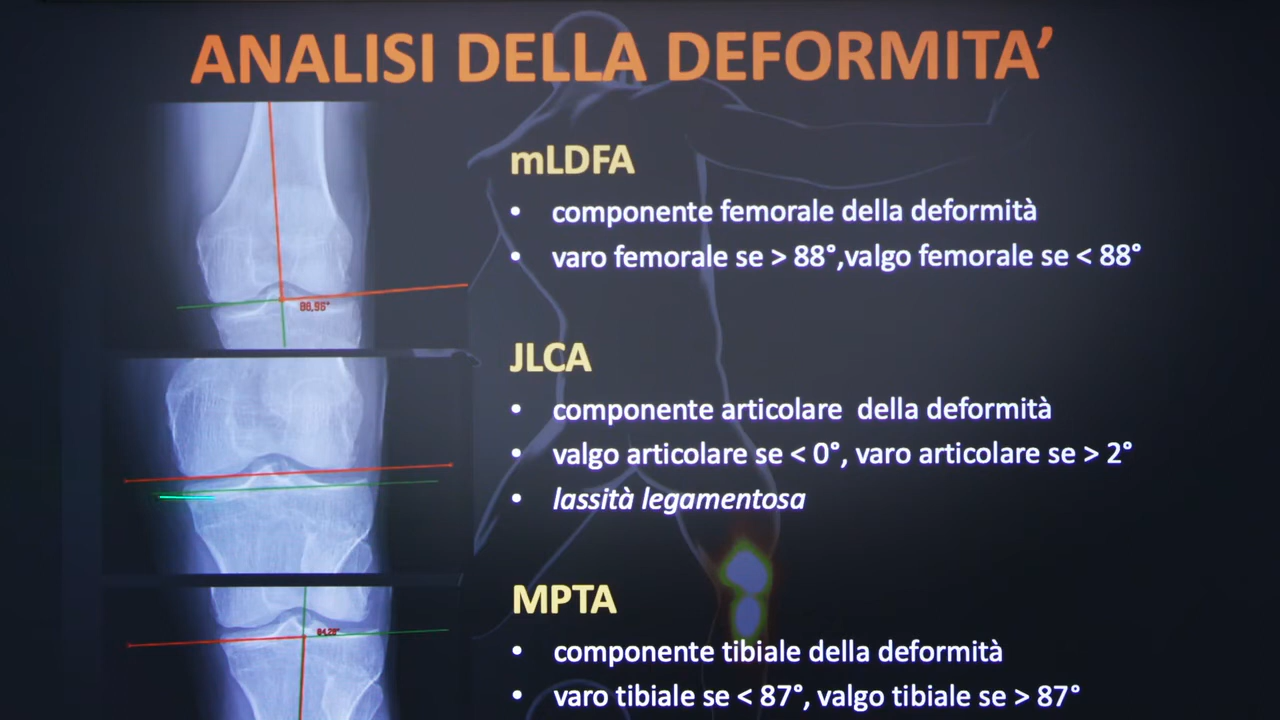 ANALISI DELLA DEFORMITA’
mLDFA
• componente femorale della deformità
• varo femorale se > 88°,valgo femorale se < 88°
JLCA
• componente articolare della deformità
• valgo articolare se < 0°, varo articolare se > 2°
• lassità legamentosa
MPTA
• componente tibiale della deformità
• varo tibiale se < 87°, valgo tibiale se > 87°